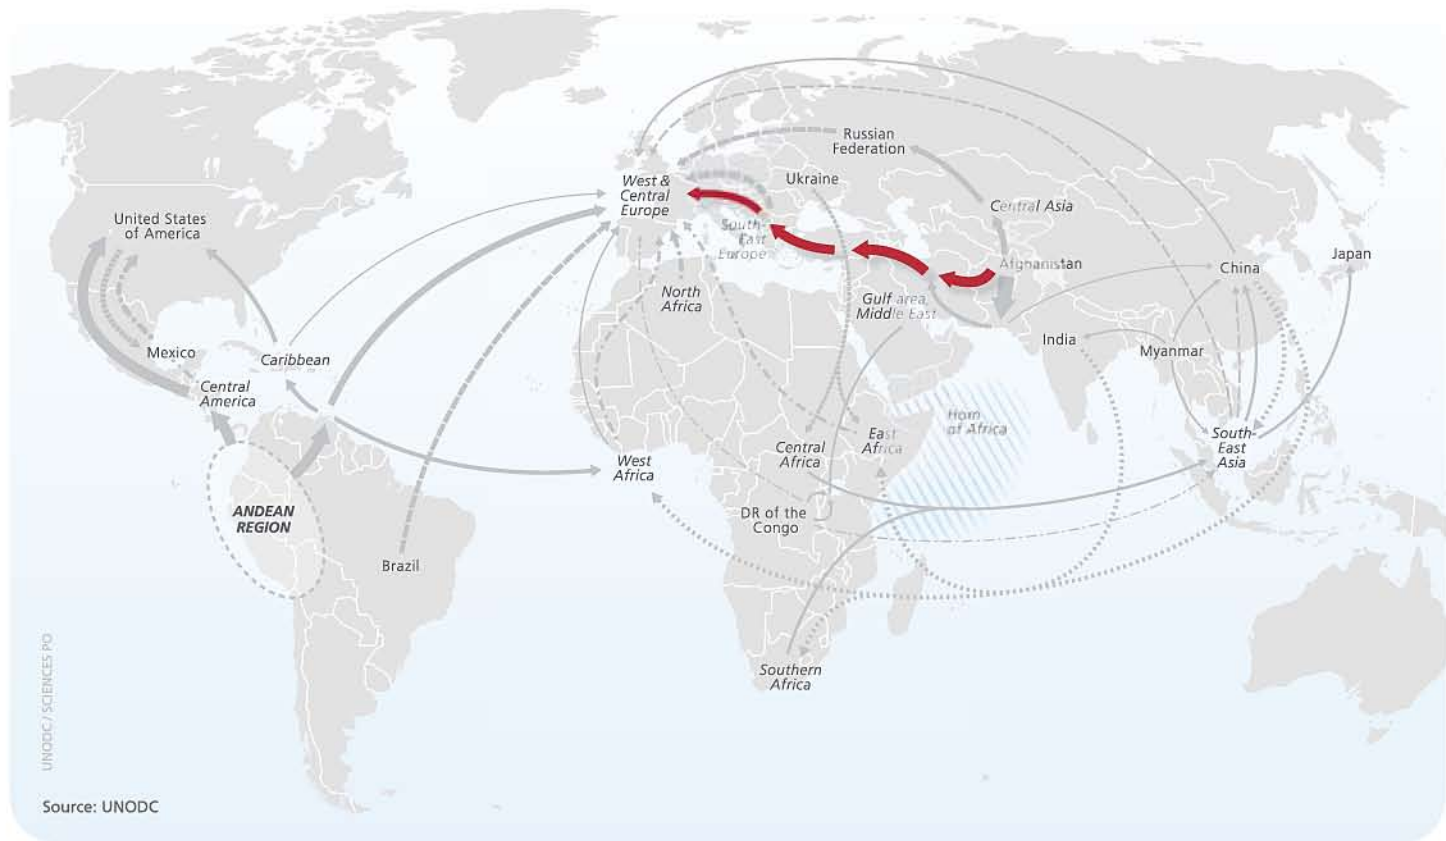 Russian
Federation
West &
Central
Europe
Ukraine
United States
of America
Central Asia
South-
East
Europe
Japan
Afghanistan
China
North
Africa
Gulf area,
Middle East
India
Mexico
Caribbean
Myanmar
Central
America
Horn
of Africa
East
Africa
South-
East
Asia
Central
Africa
West
Africa
ANDEAN
REGION
DR of the
Congo
Brazil
Southern
Africa
UNODC / SCIENCES PO
Source: UNODC